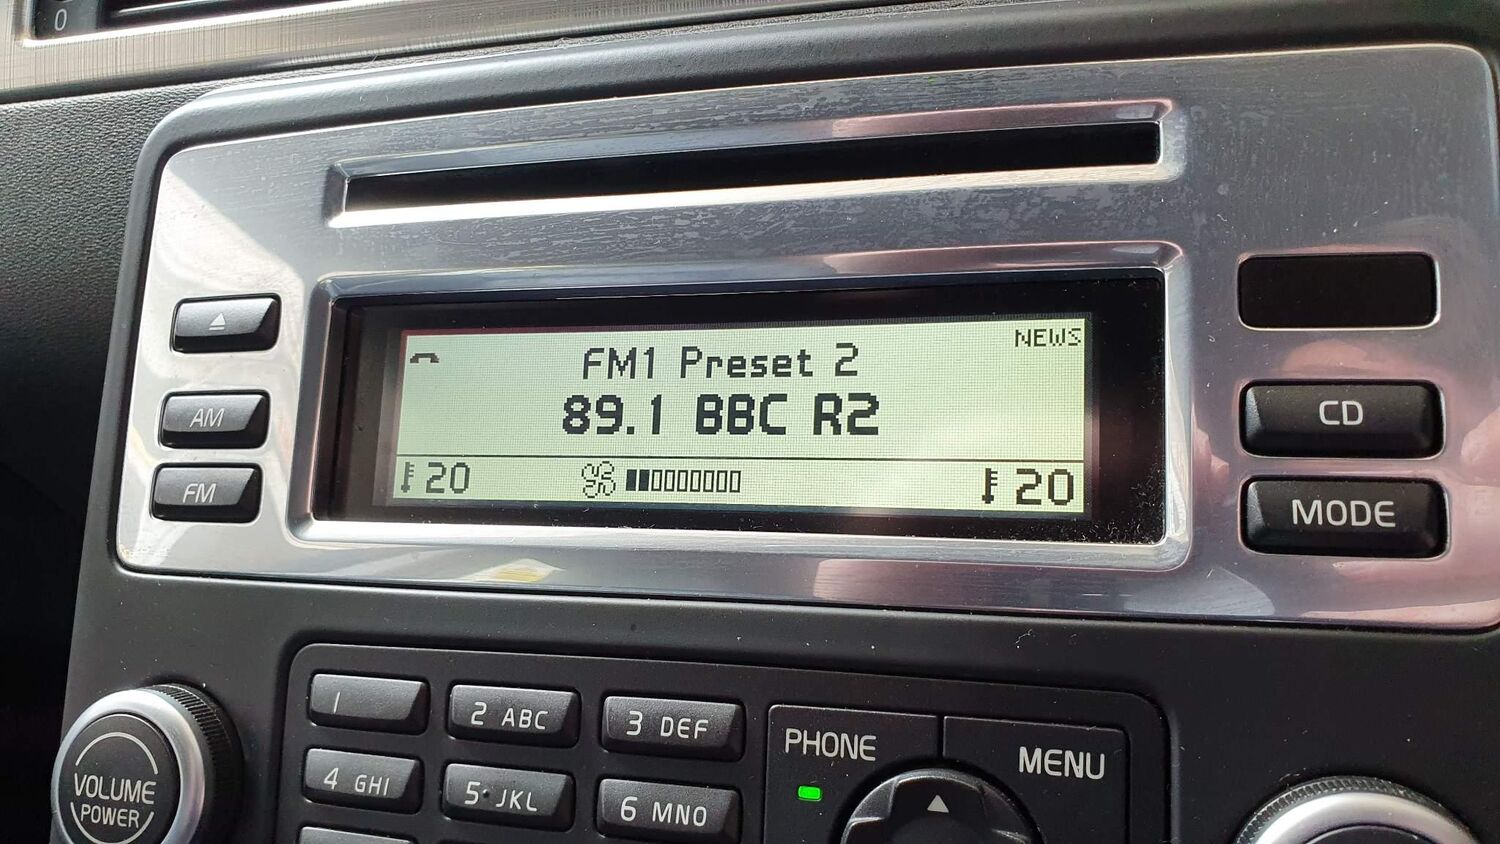 0
NEWS
FM1 Preset 2
89.1 BBC R2
20
20
AM
FM
CD
MODE
VOLUME
POWER
1
2 ABC
3 DEF
4 GHI
5 JKL
6 MNO
PHONE
MENU